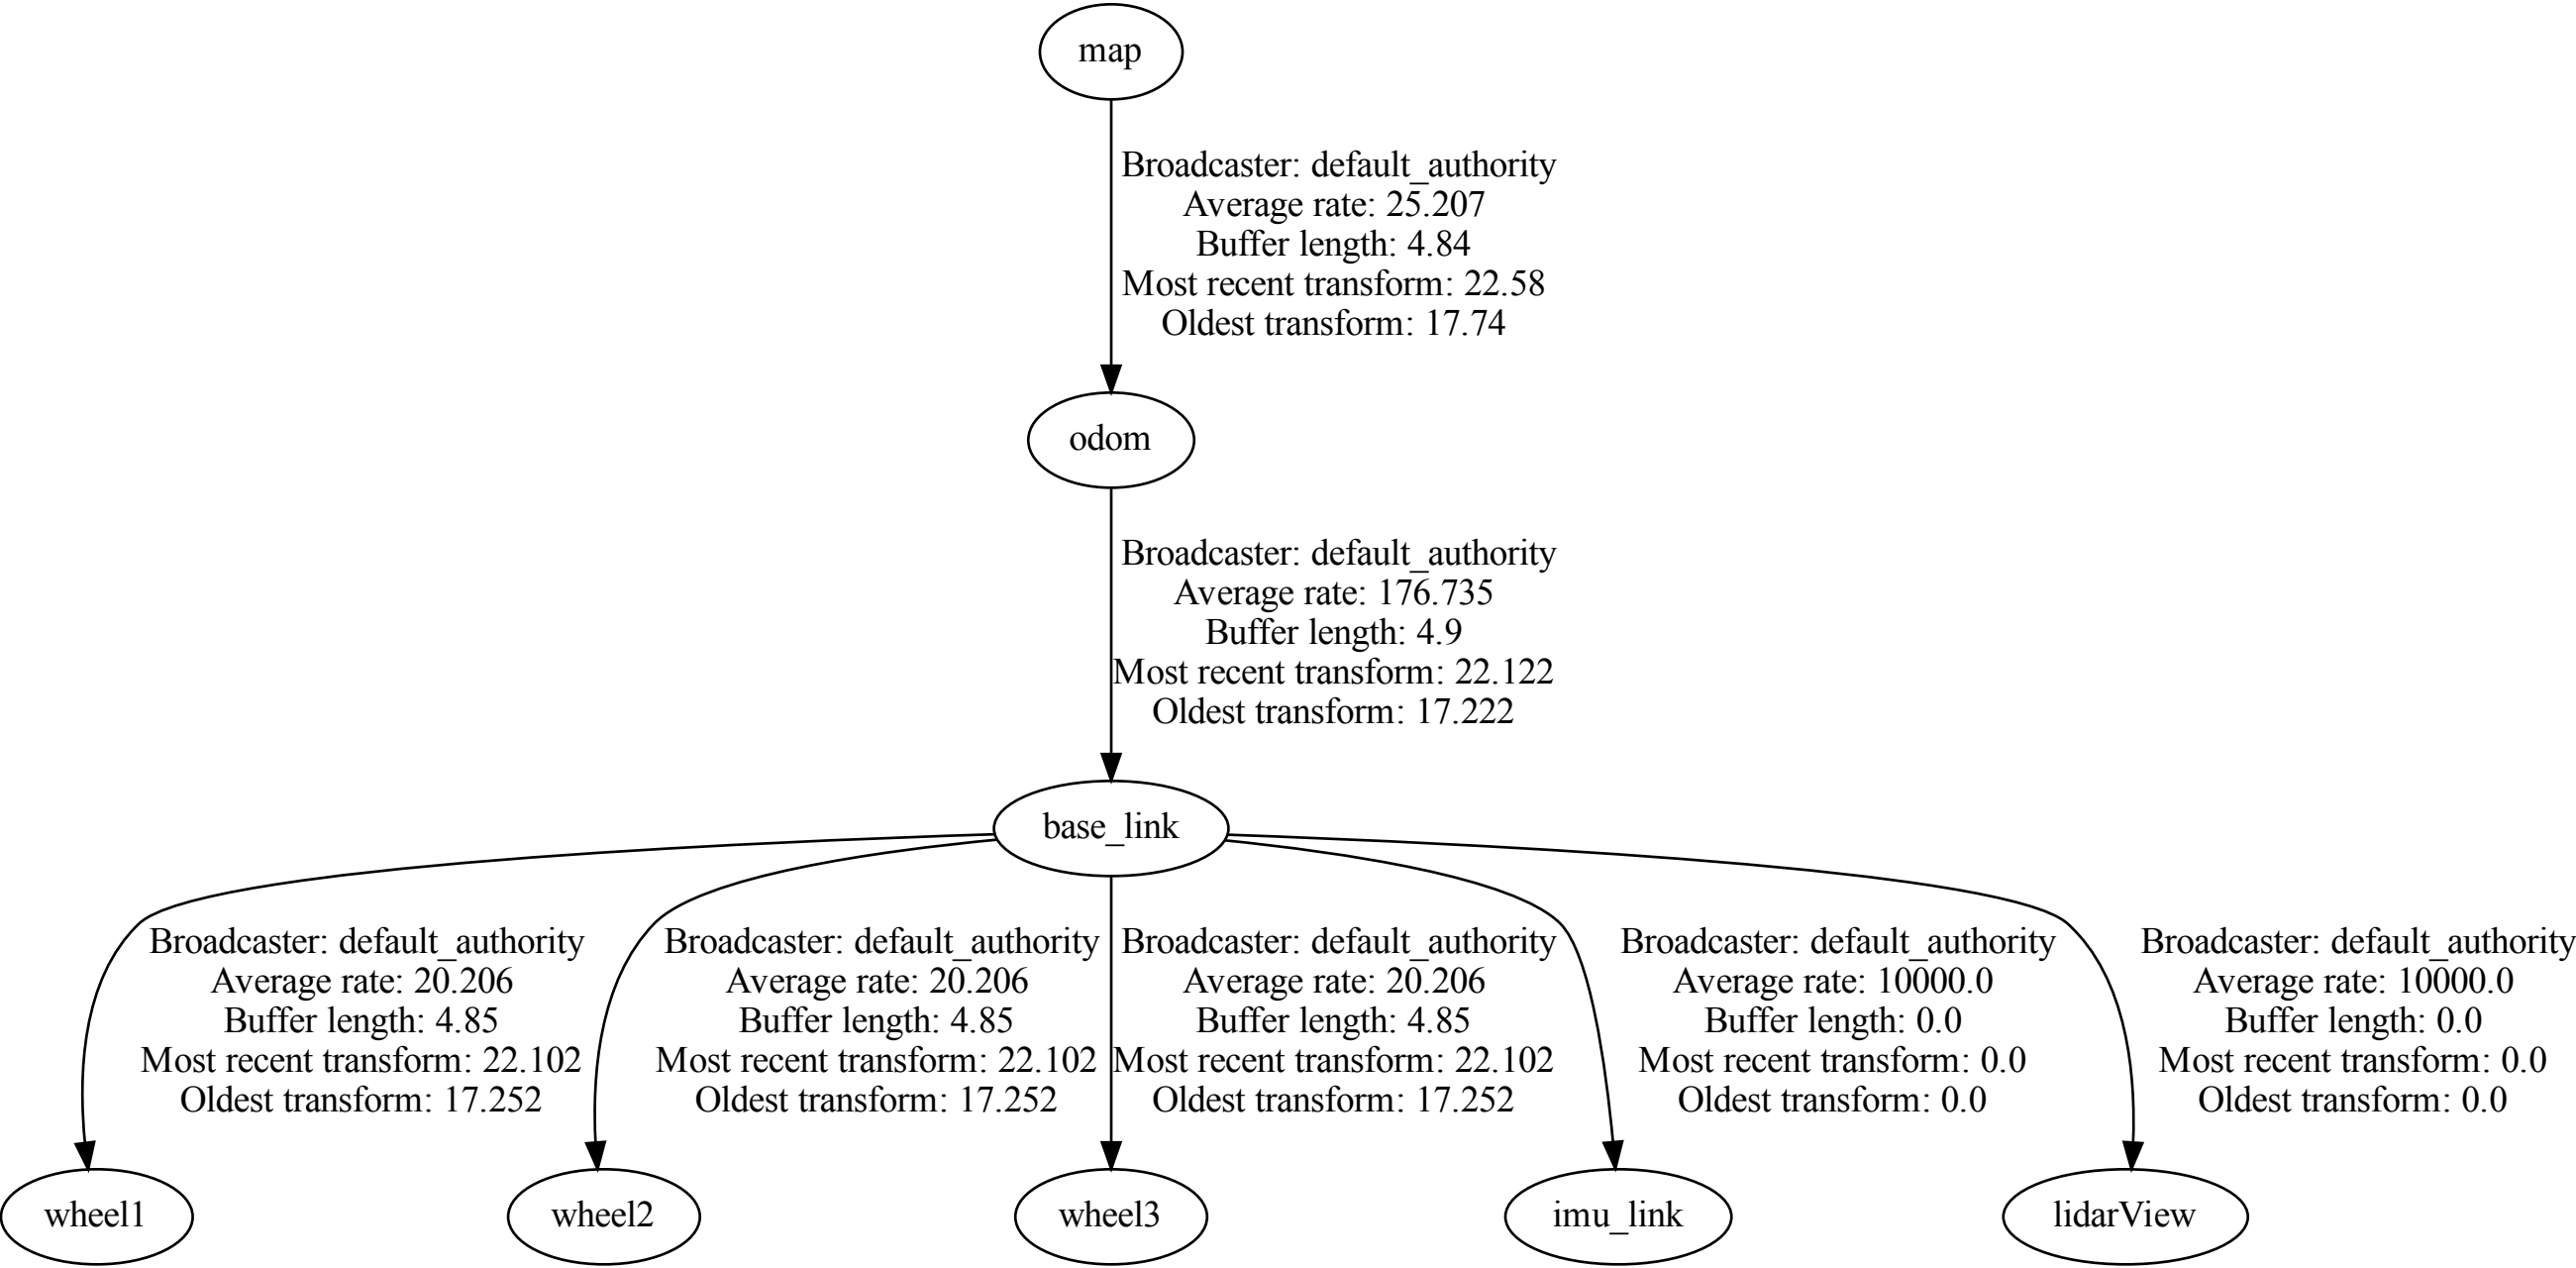 map
Broadcaster: default_authority
Average rate: 25.207
Buffer length: 4.84
Most recent transform: 22.58
Oldest transform: 17.74
odom
Broadcaster: default_authority
Average rate: 176.735
Buffer length: 4.9
Most recent transform: 22.122
Oldest transform: 17.222
base_link
Broadcaster: default_authority
Average rate: 20.206
Buffer length: 4.85
Most recent transform: 22.102
Oldest transform: 17.252
Broadcaster: default_authority
Average rate: 20.206
Buffer length: 4.85
Most recent transform: 22.102
Oldest transform: 17.252
Broadcaster: default_authority
Average rate: 20.206
Buffer length: 4.85
Most recent transform: 22.102
Oldest transform: 17.252
Broadcaster: default_authority
Average rate: 10000.0
Buffer length: 0.0
Most recent transform: 0.0
Oldest transform: 0.0
Broadcaster: default_authority
Average rate: 10000.0
Buffer length: 0.0
Most recent transform: 0.0
Oldest transform: 0.0
wheel1
wheel2
wheel3
imu_link
lidarView